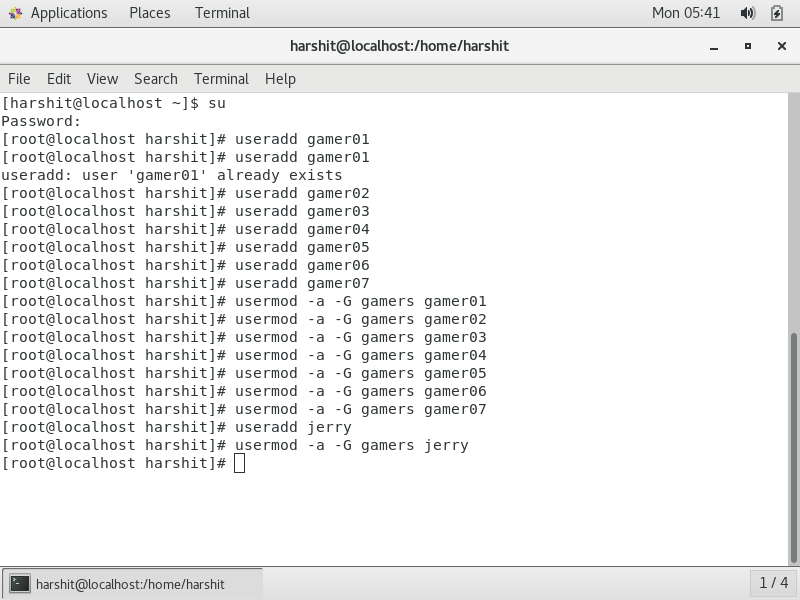 Applications Places Terminal Mon 05:41
harshit@localhost:/home/harshit
File Edit View Search Terminal Help
[harshit@localhost ~]$ su
Password:
[root@localhost harshit]# useradd gamer01
[root@localhost harshit]# useradd gamer01
useradd: user 'gamer01' already exists
[root@localhost harshit]# useradd gamer02
[root@localhost harshit]# useradd gamer03
[root@localhost harshit]# useradd gamer04
[root@localhost harshit]# useradd gamer05
[root@localhost harshit]# useradd gamer06
[root@localhost harshit]# useradd gamer07
[root@localhost harshit]# usermod -a -G gamers gamer01
[root@localhost harshit]# usermod -a -G gamers gamer02
[root@localhost harshit]# usermod -a -G gamers gamer03
[root@localhost harshit]# usermod -a -G gamers gamer04
[root@localhost harshit]# usermod -a -G gamers gamer05
[root@localhost harshit]# usermod -a -G gamers gamer06
[root@localhost harshit]# usermod -a -G gamers gamer07
[root@localhost harshit]# useradd jerry
[root@localhost harshit]# usermod -a -G gamers jerry
[root@localhost harshit]#
harshit@localhost:/home/harshit 1 / 4